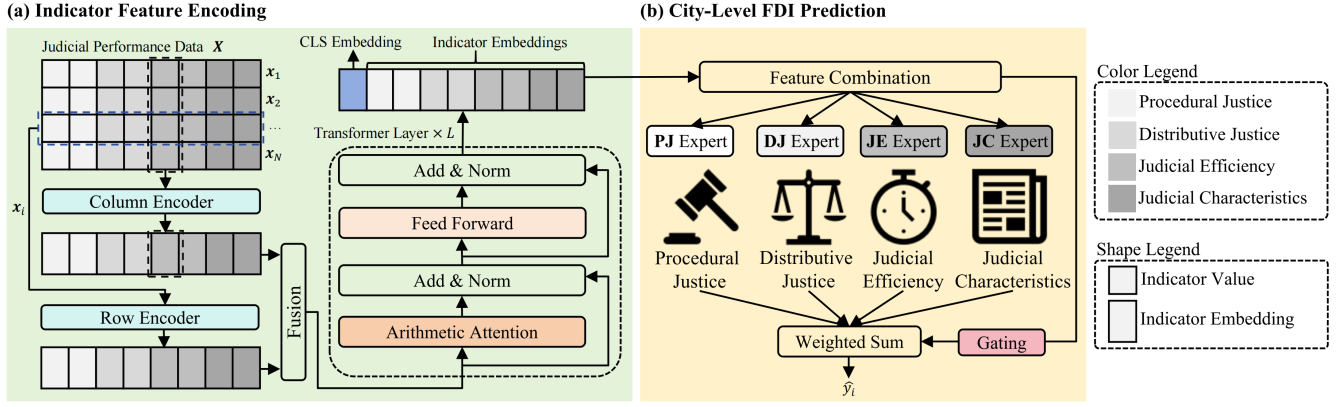 (a) Indicator Feature Encoding
Judicial Performance Data X
x₁
x₂
...
x_N
x_i
Column Encoder
Row Encoder
Fusion
CLS Embedding
Indicator Embeddings
Transformer Layer × L
Add & Norm
Feed Forward
Add & Norm
Arithmetic Attention
(b) City-Level FDI Prediction
Feature Combination
PJ Expert
DJ Expert
JE Expert
JC Expert
Procedural
Justice
Distributive
Justice
Judicial
Efficiency
Judicial
Characteristics
Weighted Sum
Gating
ŷ_i
Color Legend
Procedural Justice
Distributive Justice
Judicial Efficiency
Judicial Characteristics
Shape Legend
Indicator Value
Indicator Embedding